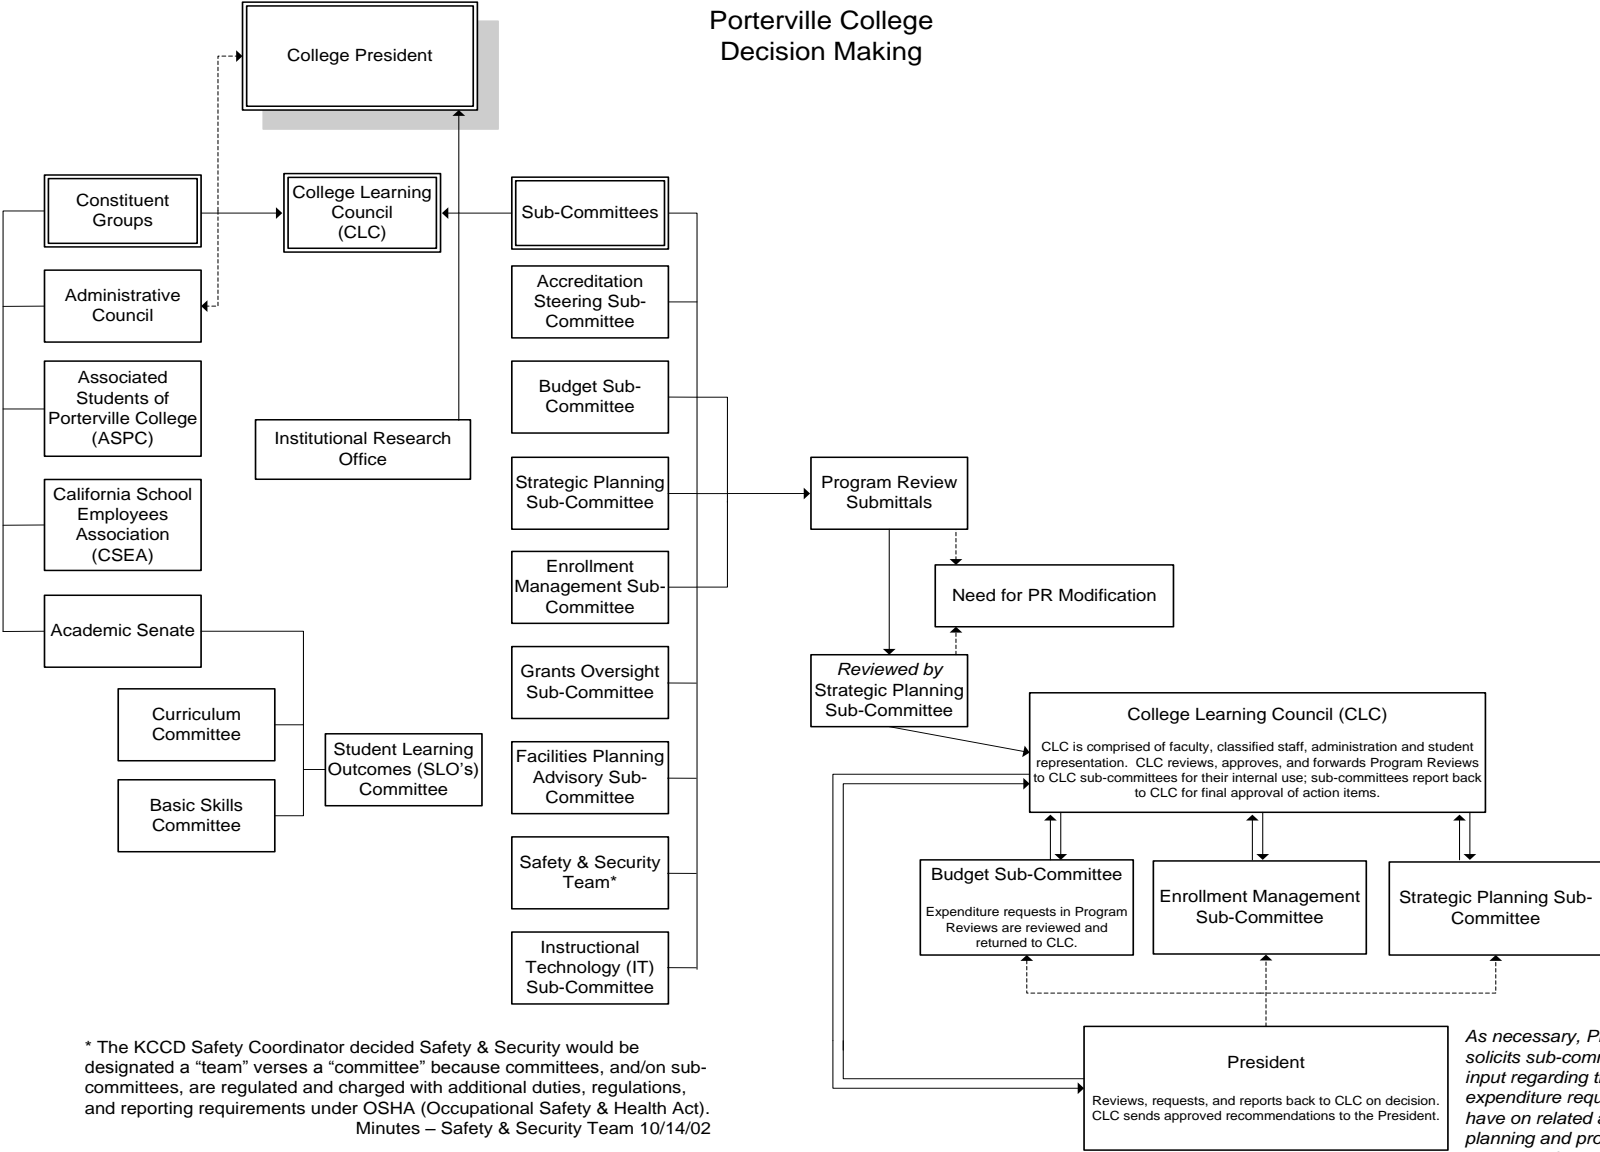 Porterville College
Decision Making
College President
Constituent
Groups
College Learning
Council
(CLC)
Sub-Committees
Administrative
Council
Associated
Students of
Porterville College
(ASPC)
California School
Employees
Association
(CSEA)
Academic Senate
Curriculum
Committee
Basic Skills
Committee
Student Learning
Outcomes (SLO's)
Committee
Institutional Research
Office
Accreditation
Steering Sub-
Committee
Budget Sub-
Committee
Strategic Planning
Sub-Committee
Enrollment
Management Sub-
Committee
Grants Oversight
Sub-Committee
Facilities Planning
Advisory Sub-
Committee
Safety & Security
Team*
Instructional
Technology (IT)
Sub-Committee
Program Review
Submittals
Need for PR Modification
Reviewed by
Strategic Planning
Sub-Committee
College Learning Council (CLC)
CLC is comprised of faculty, classified staff, administration and student
representation. CLC reviews, approves, and forwards Program Reviews
to CLC sub-committees for their internal use; sub-committees report back
to CLC for final approval of action items.
Budget Sub-Committee
Expenditure requests in Program
Reviews are reviewed and
returned to CLC.
Enrollment Management
Sub-Committee
Strategic Planning Sub-
Committee
President
Reviews, requests, and reports back to CLC on decision.
CLC sends approved recommendations to the President.
As necessary,
solicits
input regarding
expenditure
have on related
planning and
* The KCCD Safety Coordinator decided Safety & Security would be
designated a “team” verses a “committee” because committees, and/on sub-
committees, are regulated and charged with additional duties, regulations,
and reporting requirements under OSHA (Occupational Safety & Health Act).
Minutes – Safety & Security Team 10/14/02